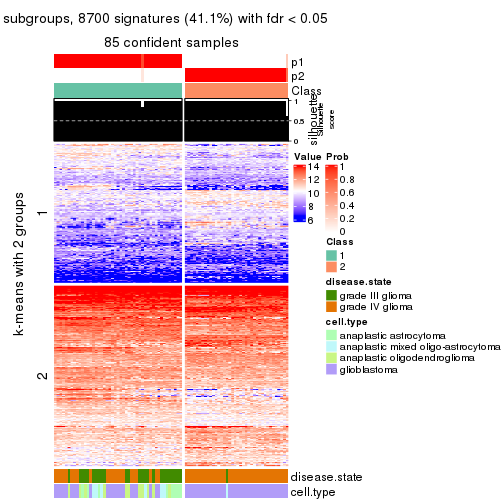 subgroups, 8700 signatures (41.1%) with fdr < 0.05
85 confident samples
p1
p2
Class
1
0.5
0
silhouette
Silhouette
score
k-means with 2 groups
1
2
Value
14
12
10
8
6
Prob
1
0.8
0.6
0.4
0.2
0
Class
1
2
disease.state
grade III glioma
grade IV glioma
cell.type
anaplastic astrocytoma
anaplastic mixed oligo-astrocytoma
anaplastic oligodendroglioma
glioblastoma
disease.state
cell.type